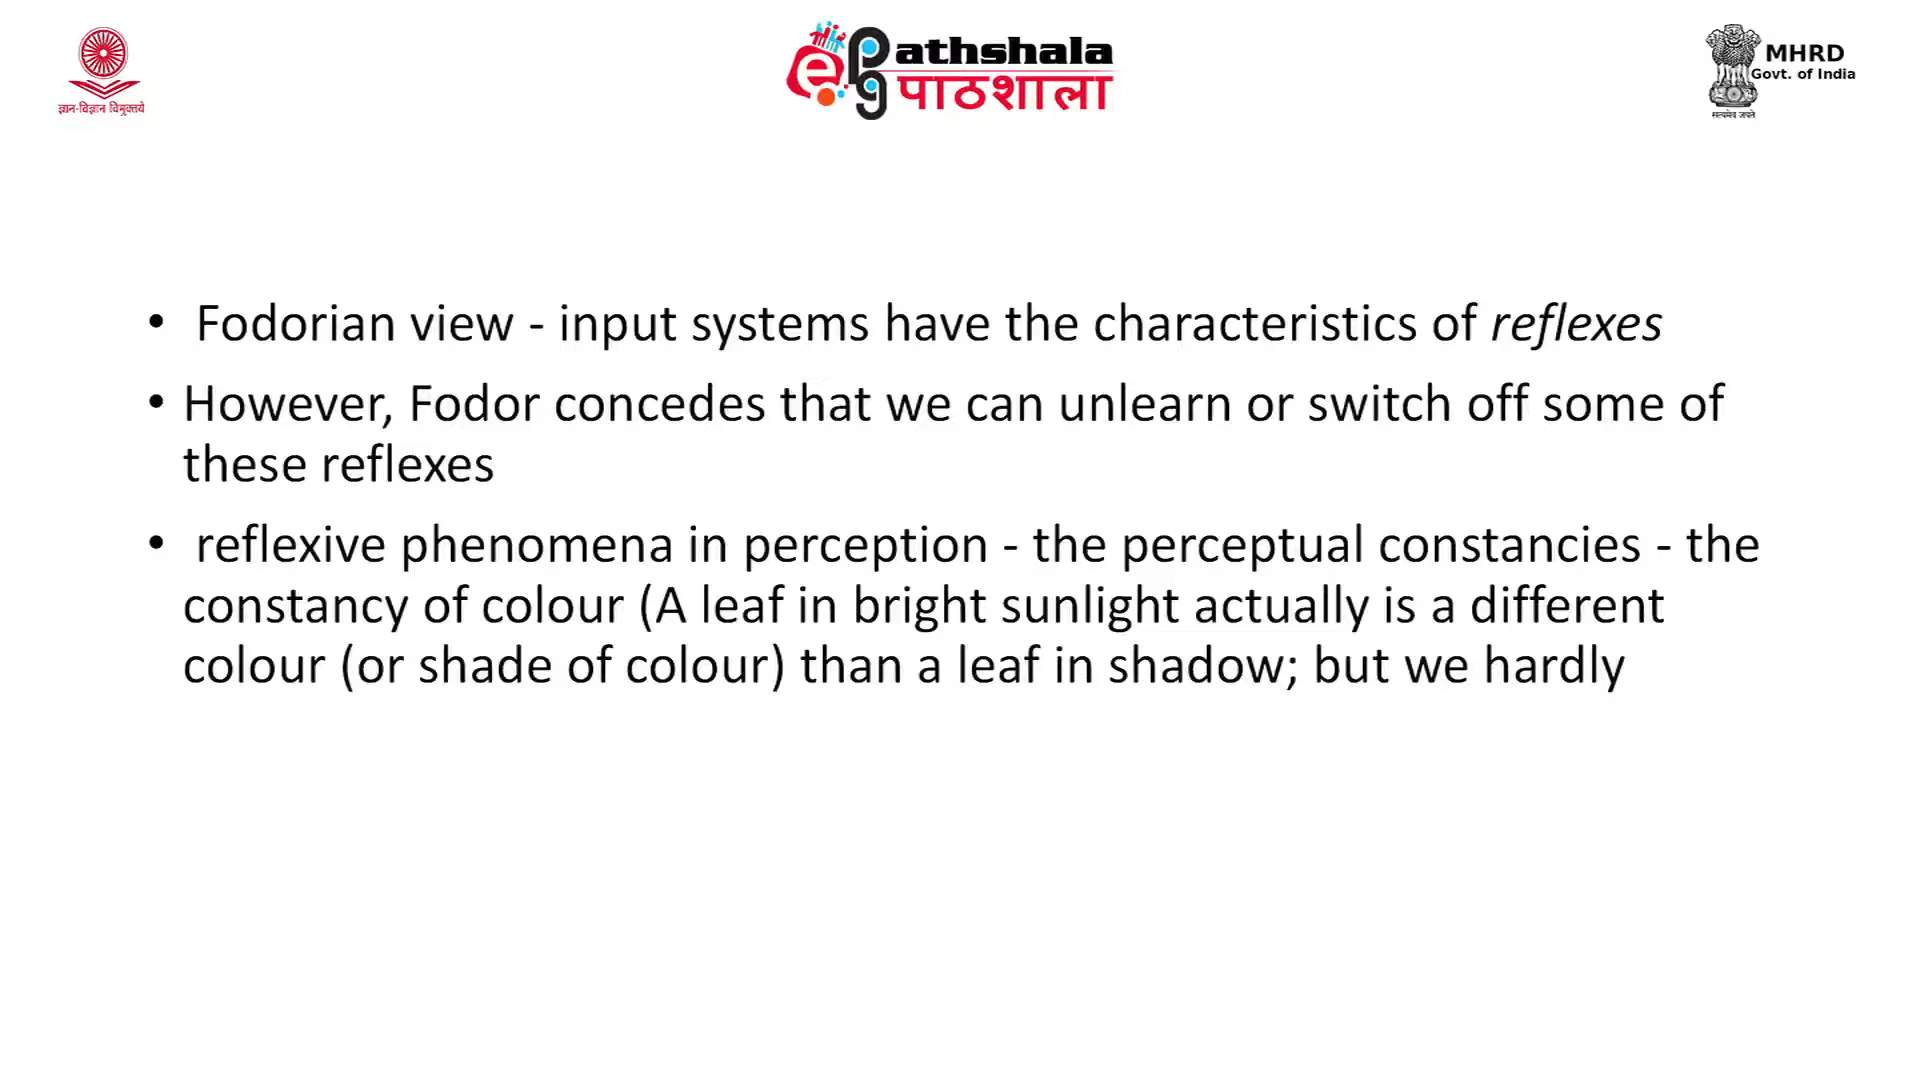 ज्ञान-विज्ञान विमुक्तये
e Pg athshala
पाठशाला
MHRD
Govt. of India
सत्यमेव जयते
• Fodorian view - input systems have the characteristics of reflexes
• However, Fodor concedes that we can unlearn or switch off some of
these reflexes
• reflexive phenomena in perception - the perceptual constancies - the
constancy of colour (A leaf in bright sunlight actually is a different
colour (or shade of colour) than a leaf in shadow; but we hardly